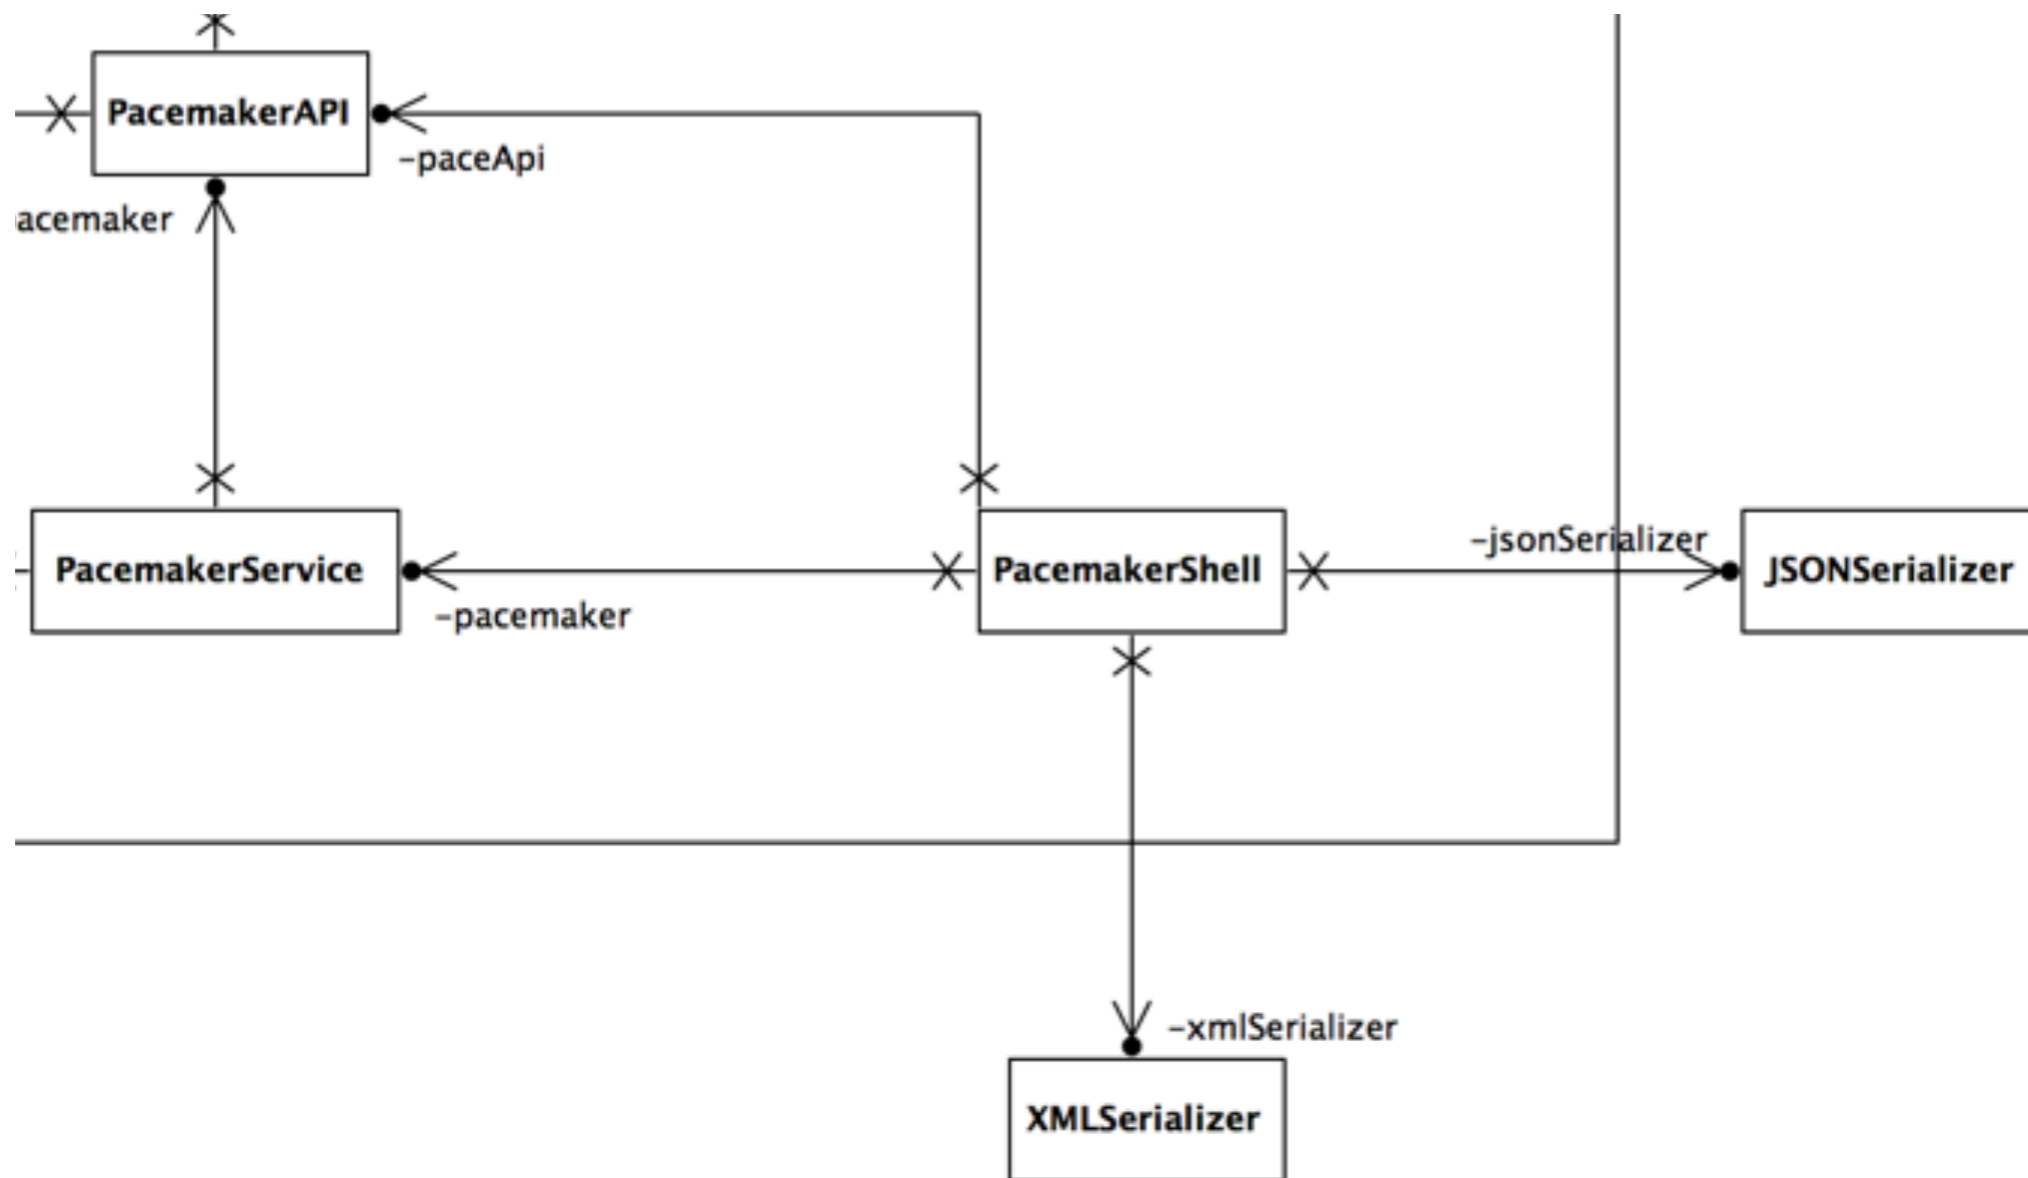 PacemakerAPI
-paceApi
acemaker
-jsonSerializer
PacemakerService
PacemakerShell
JSONSerializer
-pacemaker
-xmlSerializer
XMLSerializer